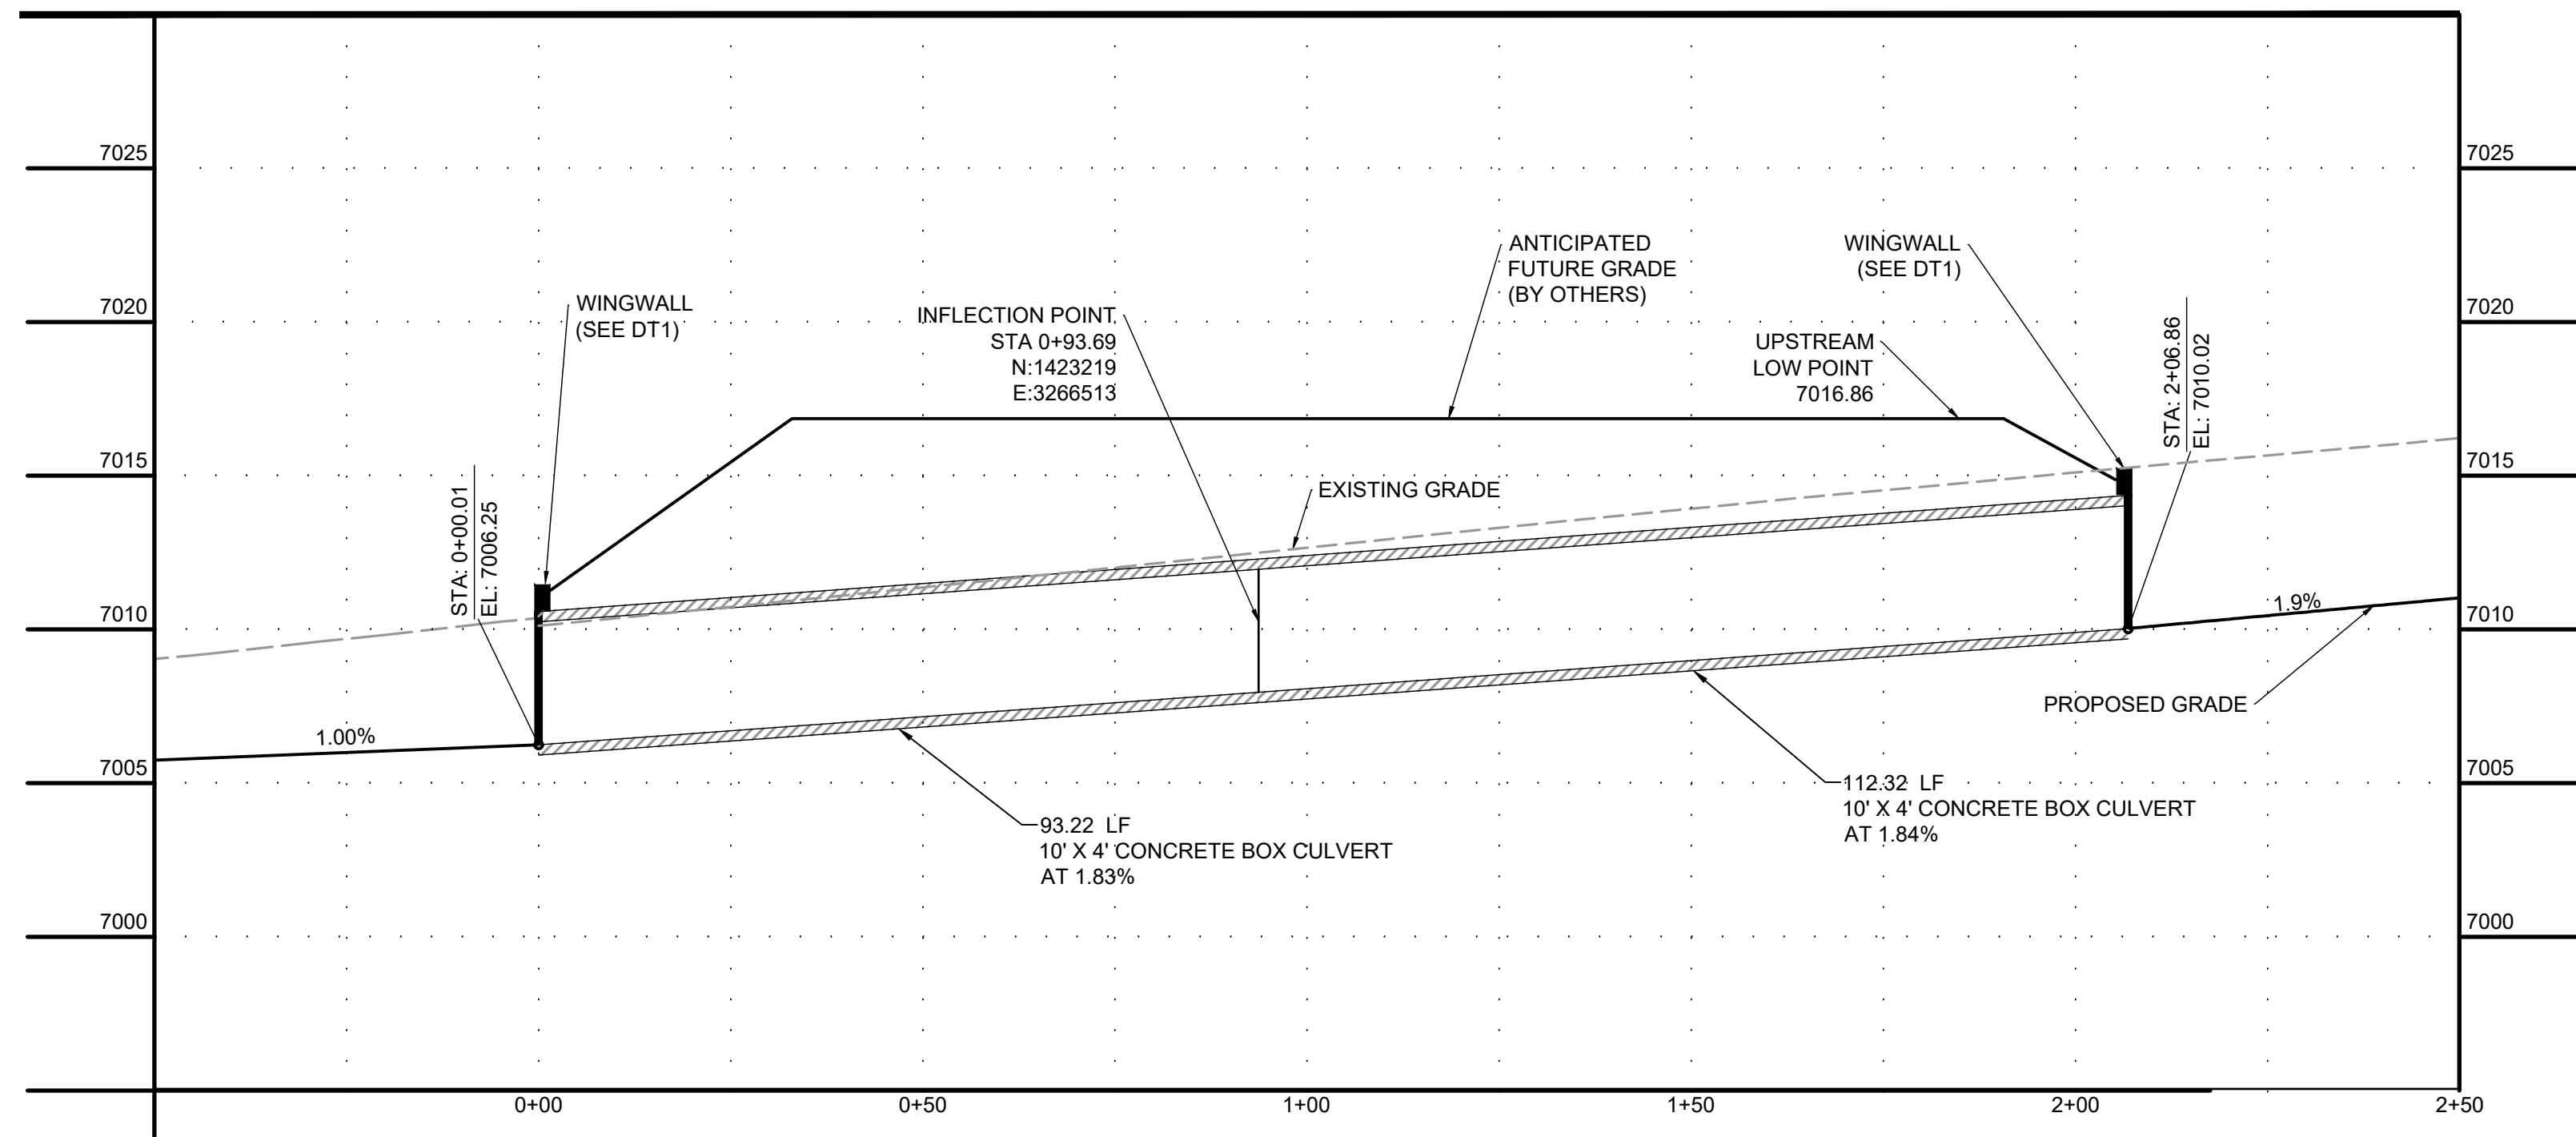 7025
7025
ANTICIPATED
FUTURE GRADE
(BY OTHERS)
WINGWALL
(SEE DT1)
7020
7020
WINGWALL
(SEE DT1)
INFLECTION POINT
STA 0+93.69
N:1423219
E:3266513
UPSTREAM
LOW POINT
7016.86
STA: 2+06.86
EL: 7010.02
7015
7015
EXISTING GRADE
STA: 0+00.01
EL: 7006.25
7010
7010
1.9%
PROPOSED GRADE
1.00%
7005
7005
112.32 LF
10' X 4' CONCRETE BOX CULVERT
AT 1.84%
93.22 LF
10' X 4' CONCRETE BOX CULVERT
AT 1.83%
7000
7000
0+00
0+50
1+00
1+50
2+00
2+50